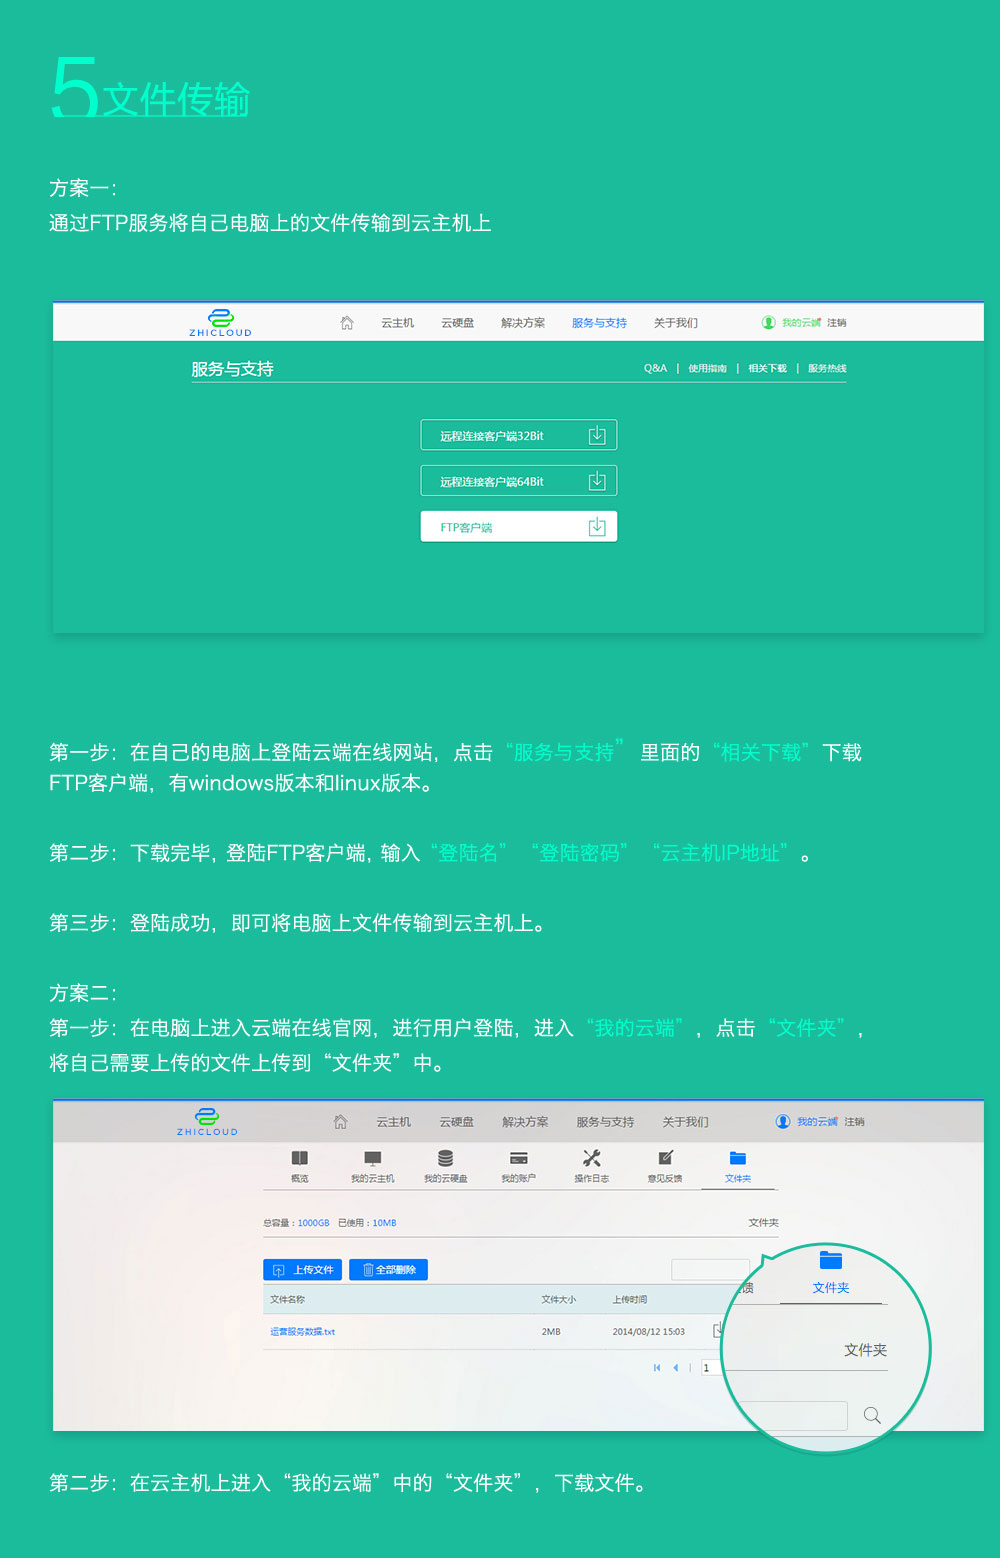 5文件传输
方案一：
通过FTP服务将自己电脑上的文件传输到云主机上
ZHICLOUD 云主机 云硬盘 解决方案 服务与支持 关于我们 我的云端 注销
服务与支持 Q&A | 使用指南 | 相关下载 | 服务热线
远程连接客户端32Bit
远程连接客户端64Bit
FTP客户端
第一步：在自己的电脑上登陆云端在线网站，点击“服务与支持”里面的“相关下载”下载
FTP客户端，有windows版本和linux版本。
第二步：下载完毕, 登陆FTP客户端, 输入“登陆名”“登陆密码”“云主机IP地址”。
第三步：登陆成功，即可将电脑上文件传输到云主机上。
方案二：
第一步：在电脑上进入云端在线官网，进行用户登陆，进入“我的云端”，点击“文件夹”，
将自己需要上传的文件上传到“文件夹”中。
ZHICLOUD 云主机 云硬盘 解决方案 服务与支持 关于我们 我的云端 注销
概览 我的云主机 我的云硬盘 我的账户 操作日志 意见反馈 文件夹
总容量：1000GB 已使用：10MB 文件夹
上传文件 全部删除
馈 文件夹
文件名称 文件大小 上传时间
运营服务数据.txt 2MB 2014/08/12 15:03
文件夹
1
第二步：在云主机上进入“我的云端”中的“文件夹”，下载文件。